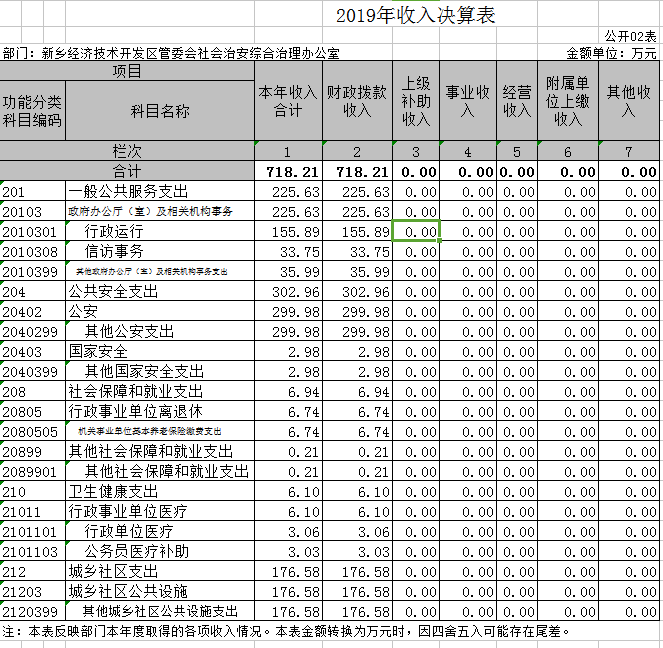 2019年收入决算表
公开02表
部门：新乡经济技术开发区管委会社会治安综合治理办公室 金额单位：万元
项目 本年收入合计 财政拨款收入 上级补助收入 事业收入 经营收入 附属单位上缴收入 其他收入
功能分类科目编码 科目名称
栏次 1 2 3 4 5 6 7
合计 718.21 718.21 0.00 0.00 0.00 0.00 0.00
201 一般公共服务支出 225.63 225.63 0.00 0.00 0.00 0.00 0.00
20103 政府办公厅（室）及相关机构事务 225.63 225.63 0.00 0.00 0.00 0.00 0.00
2010301 行政运行 155.89 155.89 0.00 0.00 0.00 0.00 0.00
2010308 信访事务 33.75 33.75 0.00 0.00 0.00 0.00 0.00
2010399 其他政府办公厅（室）及相关机构事务支出 35.99 35.99 0.00 0.00 0.00 0.00 0.00
204 公共安全支出 302.96 302.96 0.00 0.00 0.00 0.00 0.00
20402 公安 299.98 299.98 0.00 0.00 0.00 0.00 0.00
2040299 其他公安支出 299.98 299.98 0.00 0.00 0.00 0.00 0.00
20403 国家安全 2.98 2.98 0.00 0.00 0.00 0.00 0.00
2040399 其他国家安全支出 2.98 2.98 0.00 0.00 0.00 0.00 0.00
208 社会保障和就业支出 6.94 6.94 0.00 0.00 0.00 0.00 0.00
20805 行政事业单位离退休 6.74 6.74 0.00 0.00 0.00 0.00 0.00
2080505 机关事业单位基本养老保险缴费支出 6.74 6.74 0.00 0.00 0.00 0.00 0.00
20899 其他社会保障和就业支出 0.21 0.21 0.00 0.00 0.00 0.00 0.00
2089901 其他社会保障和就业支出 0.21 0.21 0.00 0.00 0.00 0.00 0.00
210 卫生健康支出 6.10 6.10 0.00 0.00 0.00 0.00 0.00
21011 行政事业单位医疗 6.10 6.10 0.00 0.00 0.00 0.00 0.00
2101101 行政单位医疗 3.06 3.06 0.00 0.00 0.00 0.00 0.00
2101103 公务员医疗补助 3.03 3.03 0.00 0.00 0.00 0.00 0.00
212 城乡社区支出 176.58 176.58 0.00 0.00 0.00 0.00 0.00
21203 城乡社区公共设施 176.58 176.58 0.00 0.00 0.00 0.00 0.00
2120399 其他城乡社区公共设施支出 176.58 176.58 0.00 0.00 0.00 0.00 0.00
注：本表反映部门本年度取得的各项收入情况。本表金额转换为万元时，因四舍五入可能存在尾差。